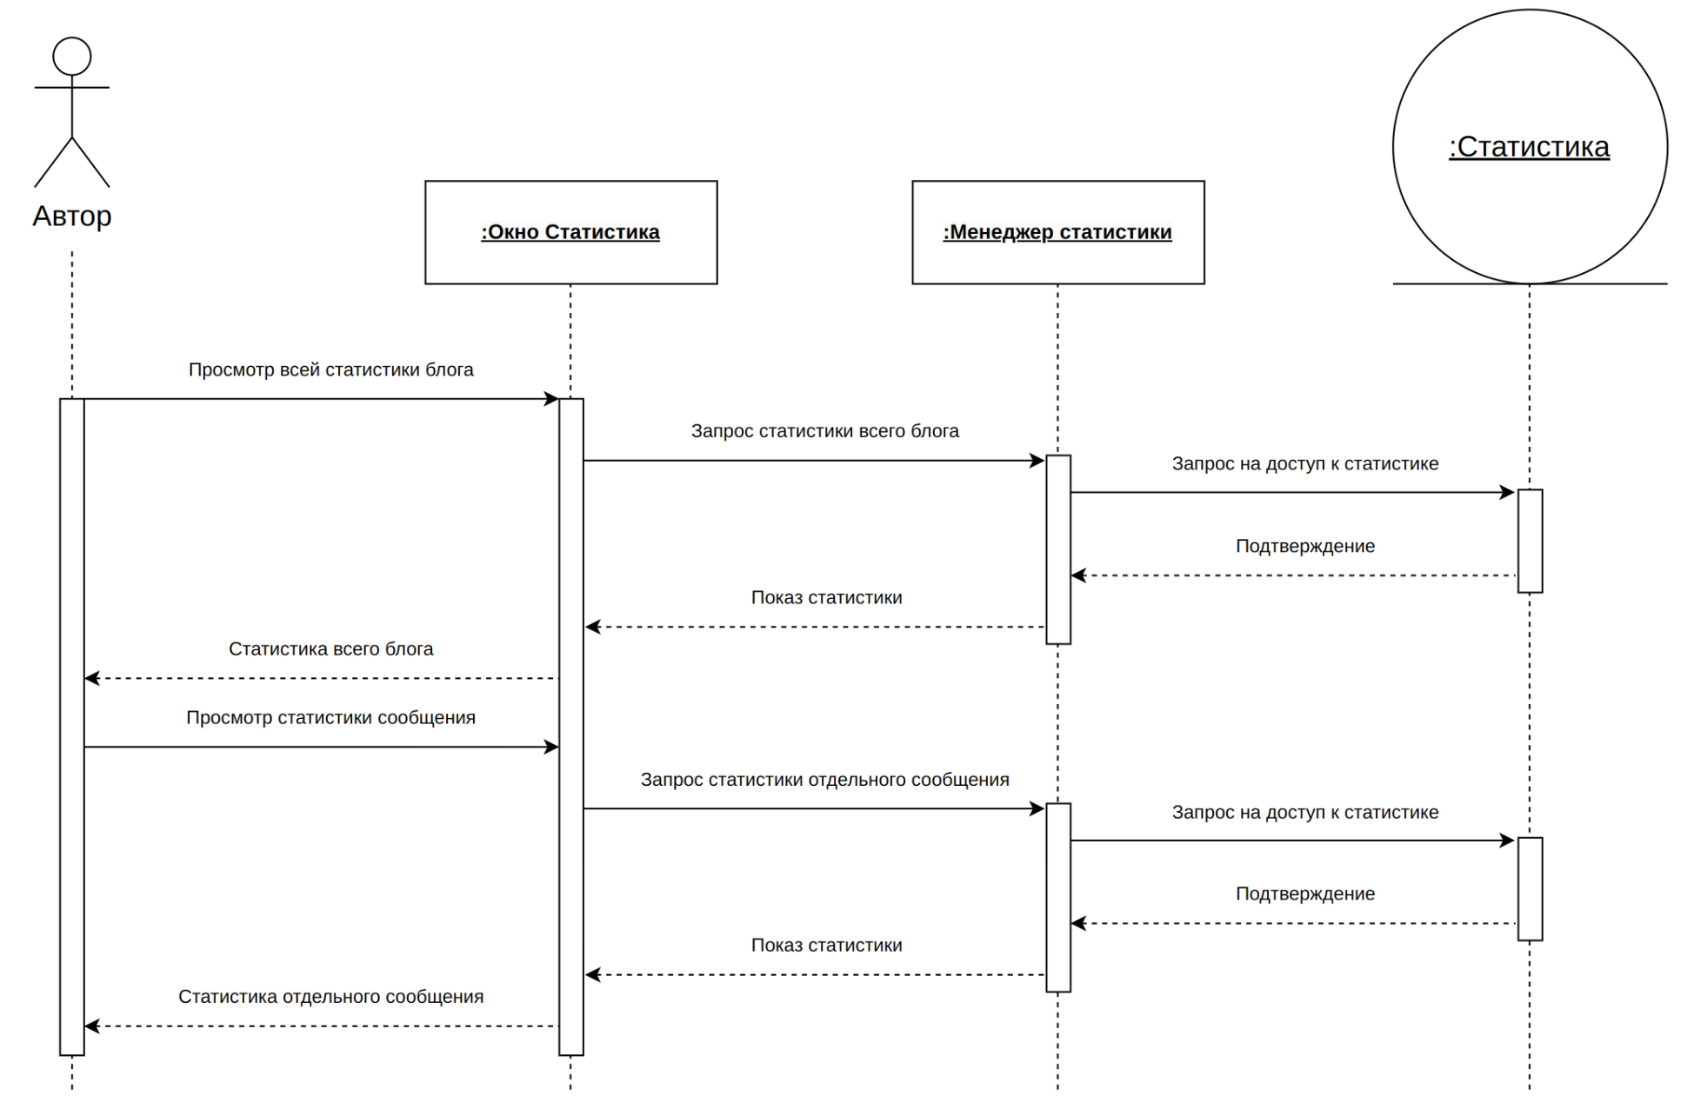 :Статистика
Автор
:Окно Статистика
:Менеджер статистики
Просмотр всей статистики блога
Запрос статистики всего блога
Запрос на доступ к статистике
Подтверждение
Показ статистики
Статистика всего блога
Просмотр статистики сообщения
Запрос статистики отдельного сообщения
Запрос на доступ к статистике
Подтверждение
Показ статистики
Статистика отдельного сообщения